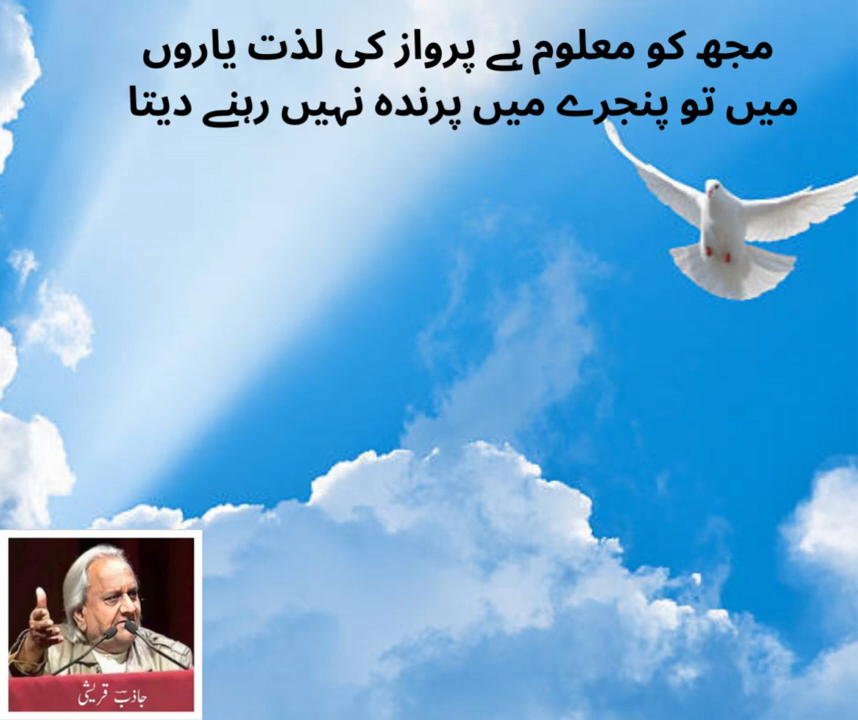 مجھ کو معلوم ہے پرواز کی لذت یاروں
میں تو پنجرے میں پرندہ نہیں رہنے دیتا
جاذبؔ قریشی